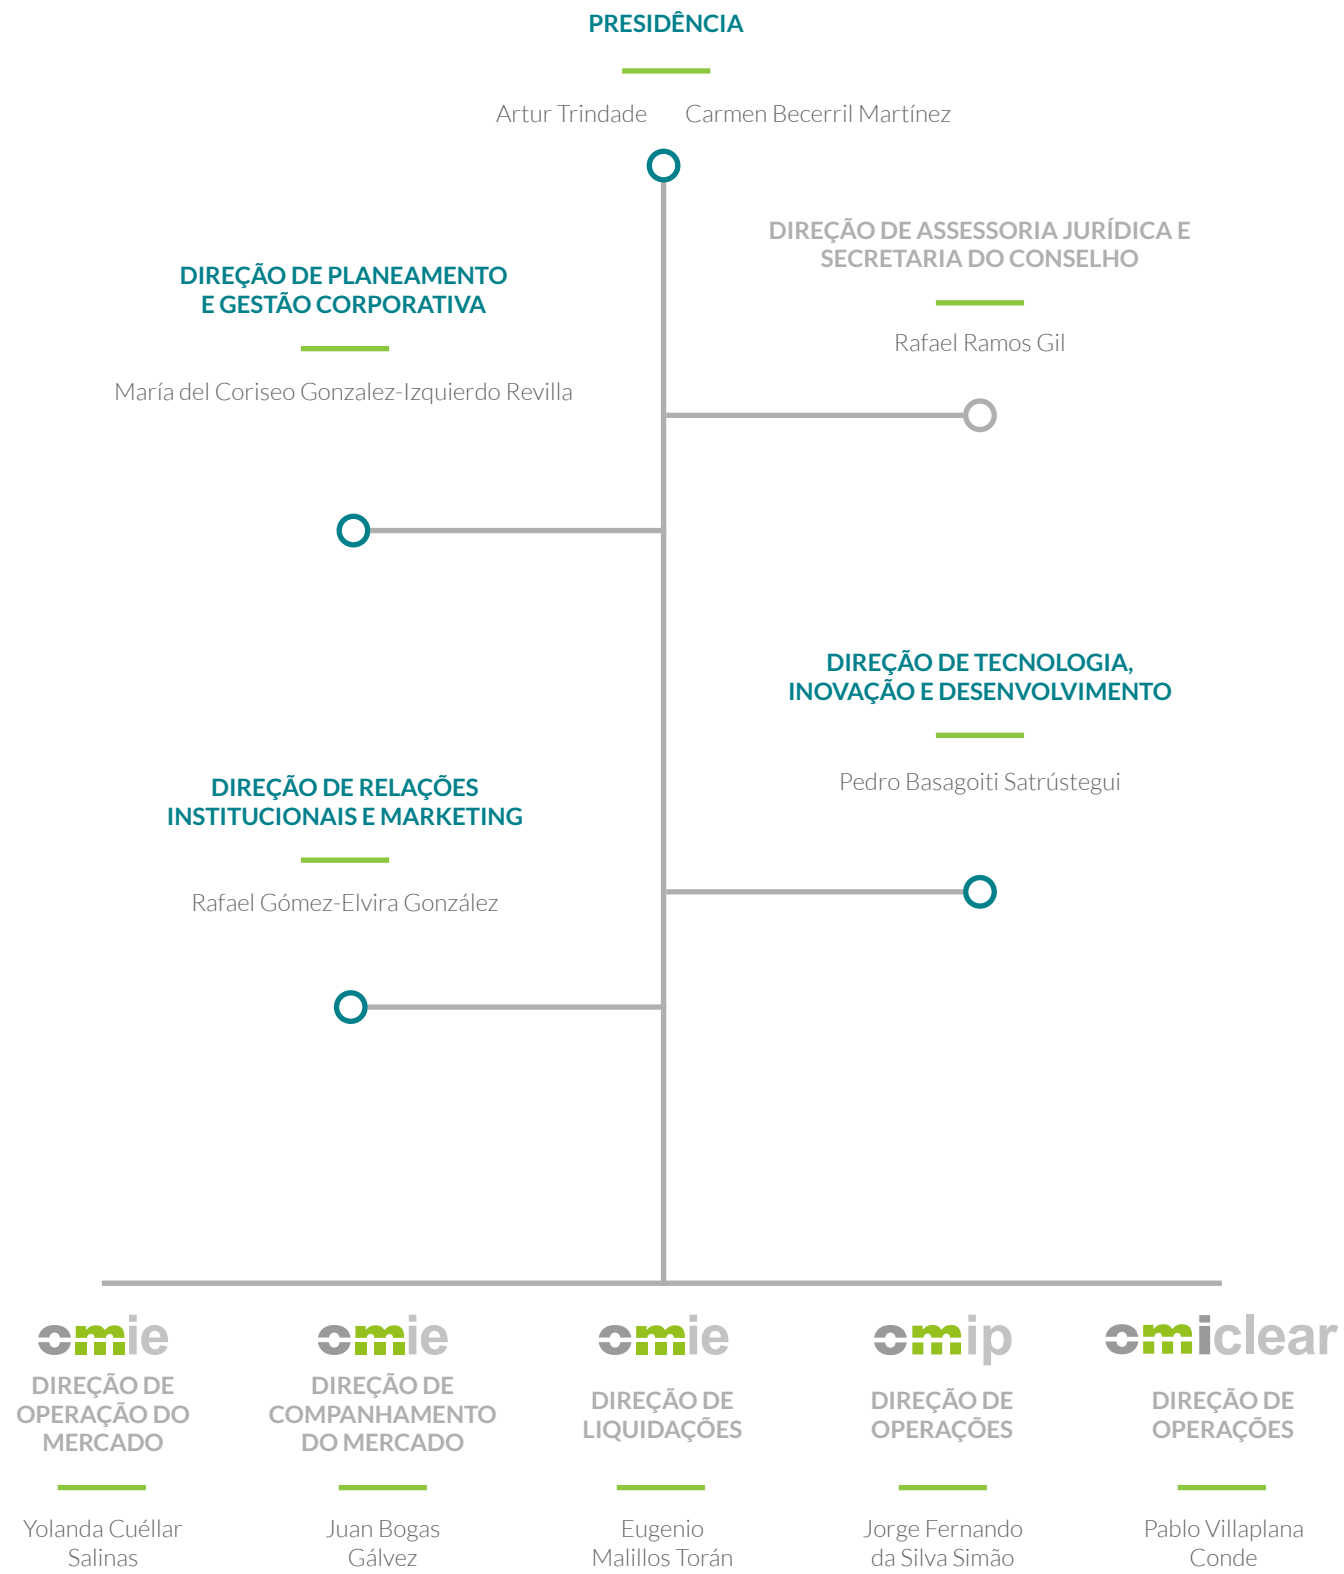 PRESIDÊNCIA
Artur Trindade Carmen Becerril Martínez
DIREÇÃO DE ASSESSORIA JURÍDICA E
SECRETARIA DO CONSELHO
Rafael Ramos Gil
DIREÇÃO DE PLANEAMENTO
E GESTÃO CORPORATIVA
María del Coriseo Gonzalez-Izquierdo Revilla
DIREÇÃO DE TECNOLOGIA,
INOVAÇÃO E DESENVOLVIMENTO
Pedro Basagoiti Satrústegui
DIREÇÃO DE RELAÇÕES
INSTITUCIONAIS E MARKETING
Rafael Gómez-Elvira González
omie
DIREÇÃO DE
OPERAÇÃO DO
MERCADO
Yolanda Cuéllar
Salinas
omie
DIREÇÃO DE
COMPANHAMENTO
DO MERCADO
Juan Bogas
Gálvez
omie
DIREÇÃO DE
LIQUIDAÇÕES
Eugenio
Malillos Torán
omip
DIREÇÃO DE
OPERAÇÕES
Jorge Fernando
da Silva Simão
omiclear
DIREÇÃO DE
OPERAÇÕES
Pablo Villaplana
Conde